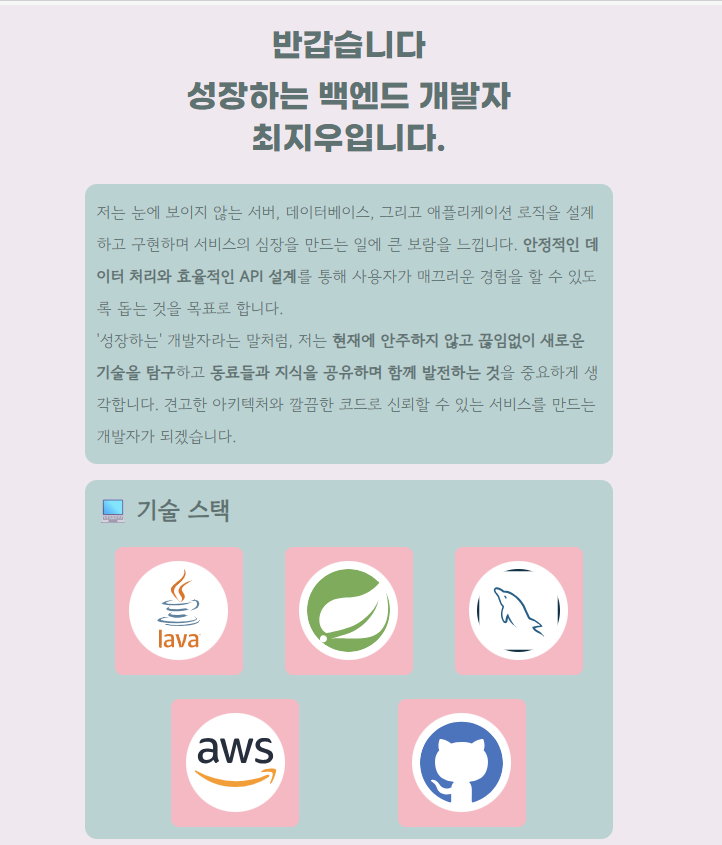 반갑습니다
성장하는 백엔드 개발자
최지우입니다.
저는 눈에 보이지 않는 서버, 데이터베이스, 그리고 애플리케이션 로직을 설계
하고 구현하며 서비스의 심장을 만드는 일에 큰 보람을 느낍니다. 안정적인 데
이터 처리와 효율적인 API 설계를 통해 사용자가 매끄러운 경험을 할 수 있도
록 돕는 것을 목표로 합니다.
'성장하는' 개발자라는 말처럼, 저는 현재에 안주하지 않고 끊임없이 새로운
기술을 탐구하고 동료들과 지식을 공유하며 함께 발전하는 것을 중요하게 생
각합니다. 견고한 아키텍처와 깔끔한 코드로 신뢰할 수 있는 서비스를 만드는
개발자가 되겠습니다.
기술 스택
Java
aws